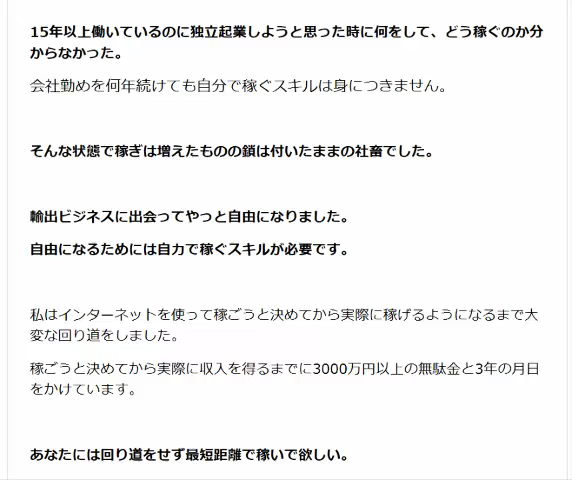 15年以上働いているのに独立起業しようと思った時に何をして、どう稼ぐのか分
からなかった。
会社勤めを何年続けても自分で稼ぐスキルは身につきません。
そんな状態で稼ぎは増えたものの鎖は付いたままの社畜でした。
輸出ビジネスに出会ってやっと自由になりました。
自由になるためには自力で稼ぐスキルが必要です。
私はインターネットを使って稼ごうと決めてから実際に稼げるようになるまで大
変な回り道をしました。
稼ごうと決めてから実際に収入を得るまでに3000万円以上の無駄金と3年の月日
をかけています。
あなたには回り道をせず最短距離で稼いで欲しい。